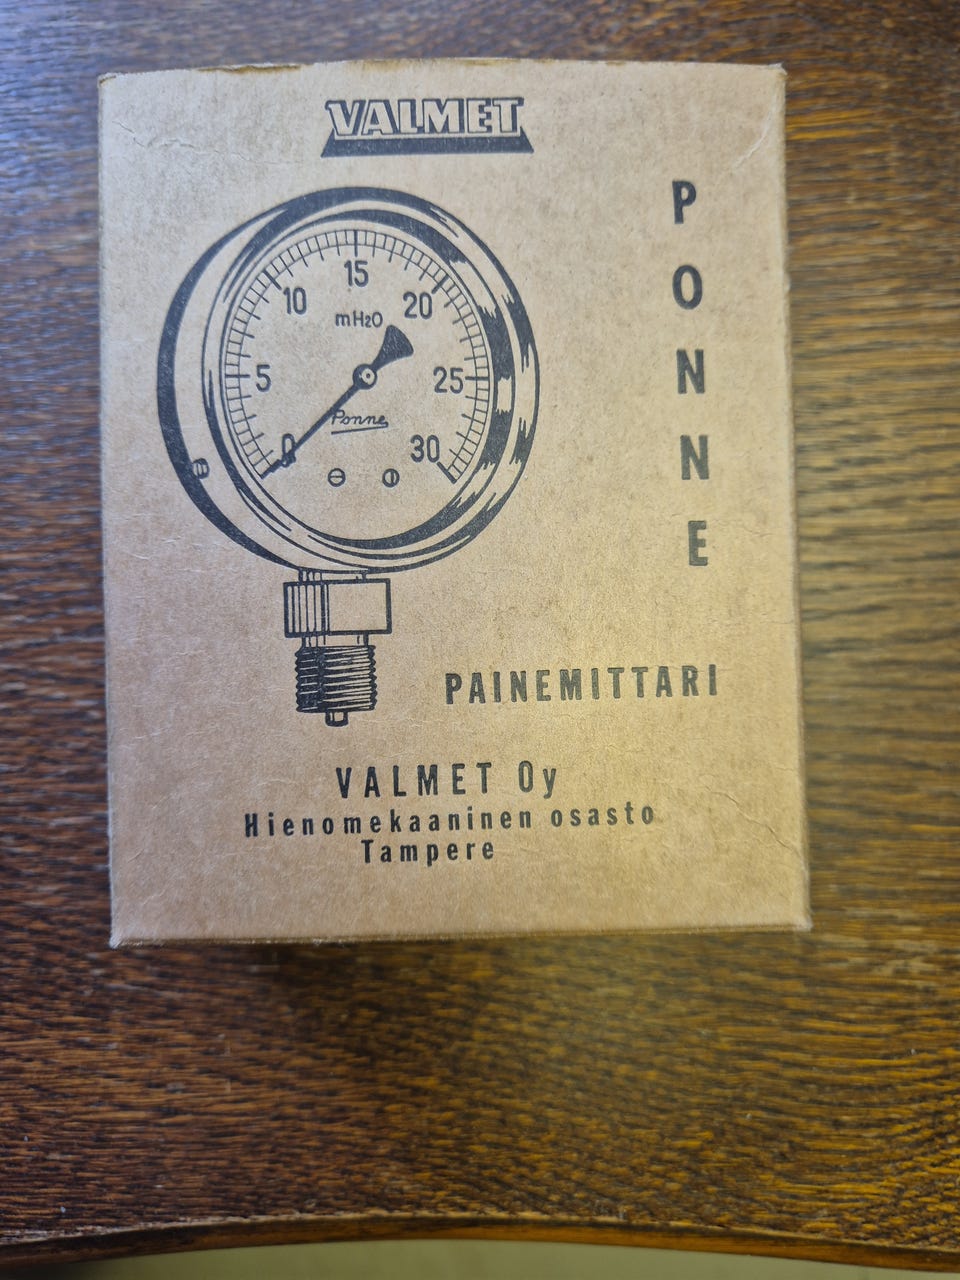 VALMET
PONNE
15
10
20
mH2O
5
25
Ponne
0
30
PAINEMITTARI
VALMET Oy
Hienomekaaninen osasto
Tampere